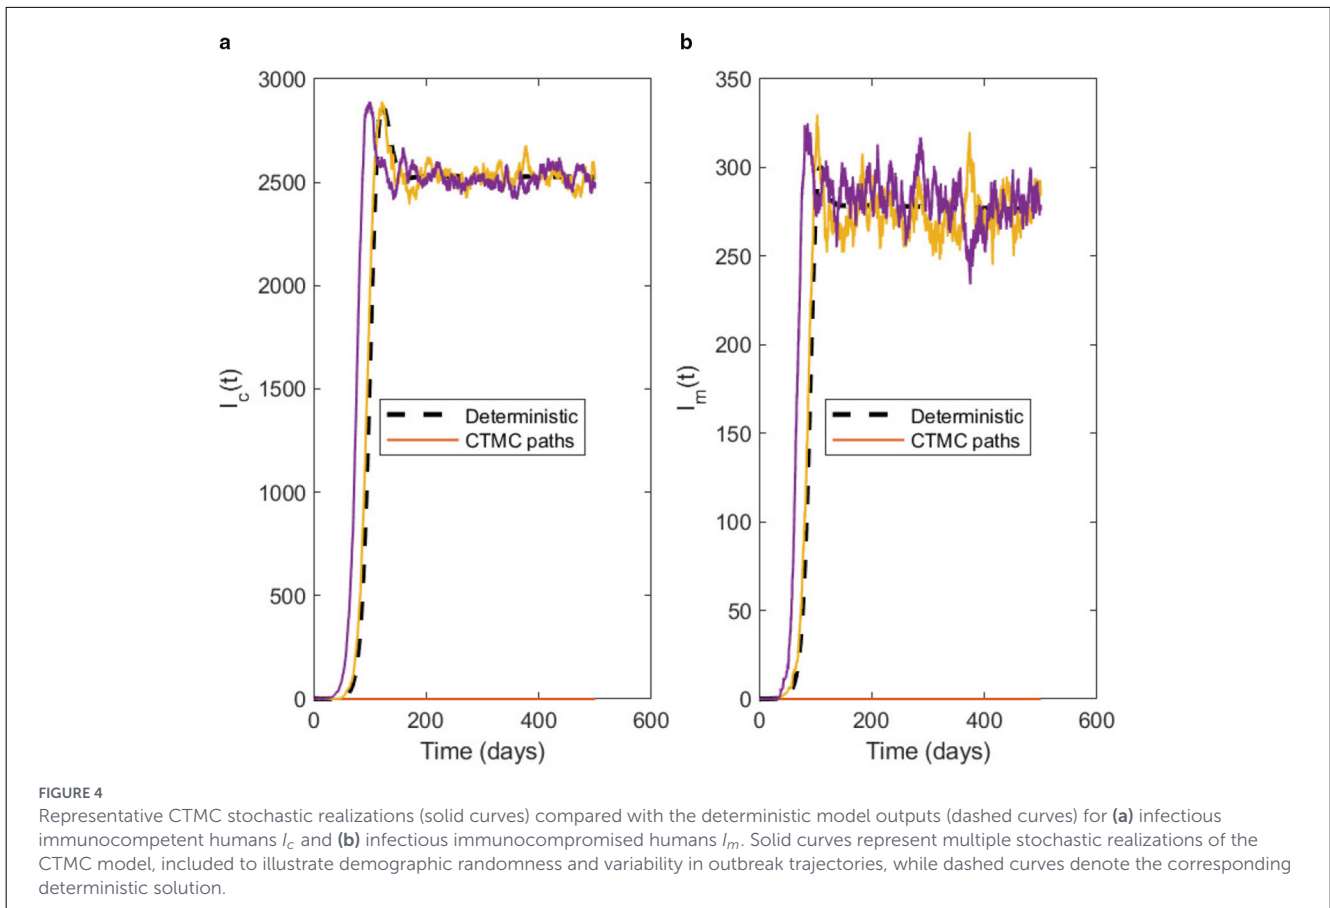 a
b
3000
2500
2000
1500
1000
500
0
I_c(t)
Deterministic
CTMC paths
0
200
400
600
Time (days)
350
300
250
200
150
100
50
0
I_m(t)
Deterministic
CTMC paths
0
200
400
600
Time (days)
FIGURE 4
Representative CTMC stochastic realizations (solid curves) compared with the deterministic model outputs (dashed curves) for (a) infectious
immunocompetent humans I_c and (b) infectious immunocompromised humans I_m. Solid curves represent multiple stochastic realizations of the
CTMC model, included to illustrate demographic randomness and variability in outbreak trajectories, while dashed curves denote the corresponding
deterministic solution.